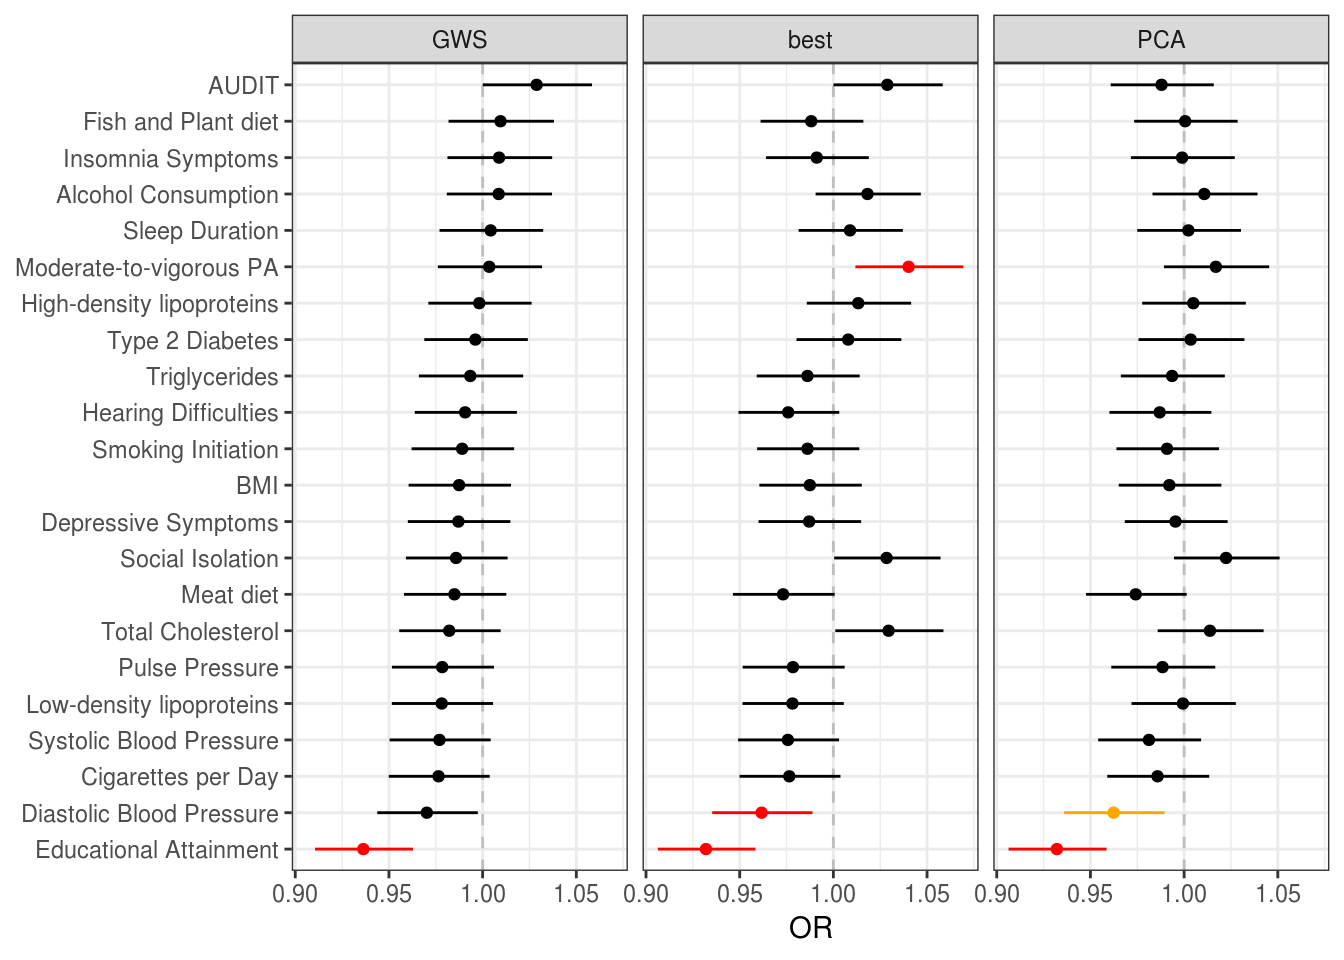 GWS best PCA
AUDIT
Fish and Plant diet
Insomnia Symptoms
Alcohol Consumption
Sleep Duration
Moderate-to-vigorous PA
High-density lipoproteins
Type 2 Diabetes
Triglycerides
Hearing Difficulties
Smoking Initiation
BMI
Depressive Symptoms
Social Isolation
Meat diet
Total Cholesterol
Pulse Pressure
Low-density lipoproteins
Systolic Blood Pressure
Cigarettes per Day
Diastolic Blood Pressure
Educational Attainment
0.90 0.95 1.00 1.05 0.90 0.95 1.00 1.05 0.90 0.95 1.00 1.05
OR